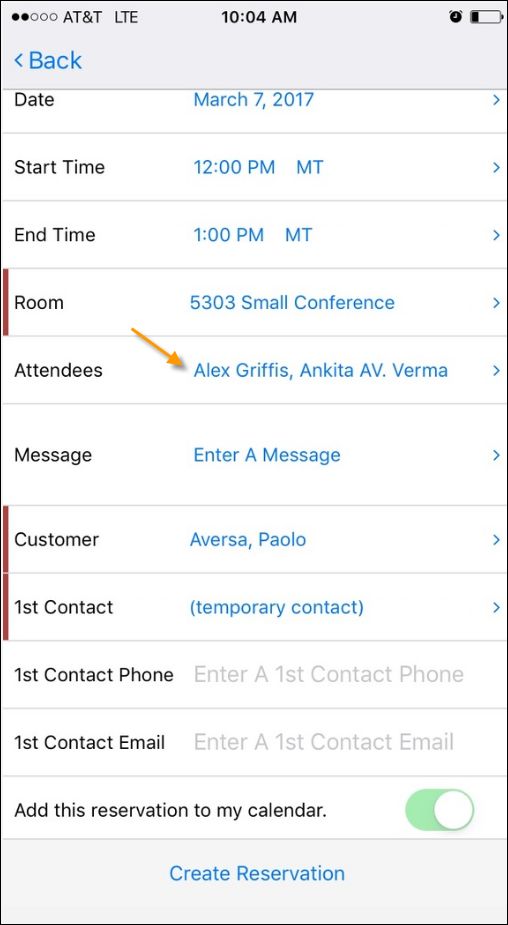 AT&T LTE 10:04 AM
Back
Date March 7, 2017
Start Time 12:00 PM MT
End Time 1:00 PM MT
Room 5303 Small Conference
Attendees Alex Griffis, Ankita AV. Verma
Message Enter A Message
Customer Aversa, Paolo
1st Contact (temporary contact)
1st Contact Phone Enter A 1st Contact Phone
1st Contact Email Enter A 1st Contact Email
Add this reservation to my calendar.
Create Reservation